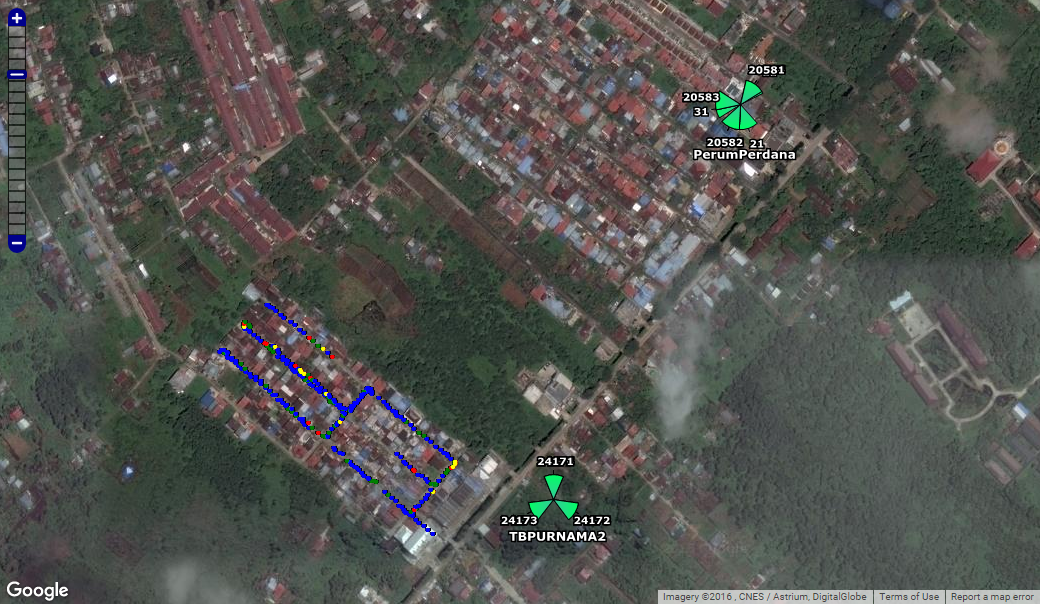 20581
20583
31
20582 21
PerumPerdana
24171
24173 24172
TBPURNAMA2
Google
Imagery ©2016 , CNES / Astrium, DigitalGlobe Terms of Use Report a map error